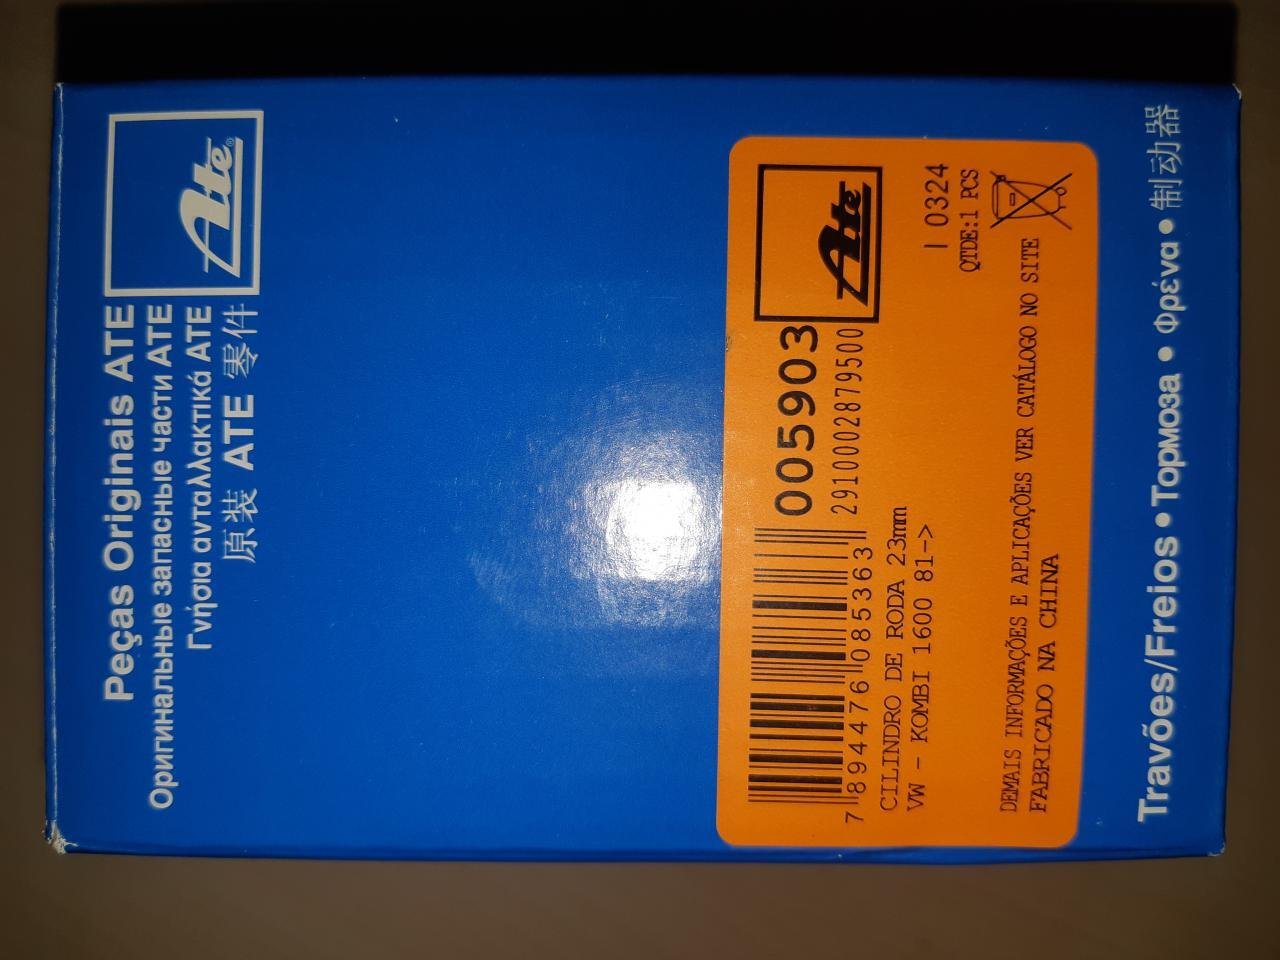 Peças Originais ATE
Оригинальные запасные части ATE
Γνήσια ανταλλακτικά ATE
原装 ATE 零件
Ate®
005903
Ate
7 894476 085363
29100002879500
CILINDRO DE RODA 23mm
VW - KOMBI 1600 81->
I 0324
QTDE:1 PCS
DEMAIS INFORMAÇÕES E APLICAÇÕES VER CATÁLOGO NO SITE
FABRICADO NA CHINA
Travões/Freios • Тормоза • Φρένα • 制动器